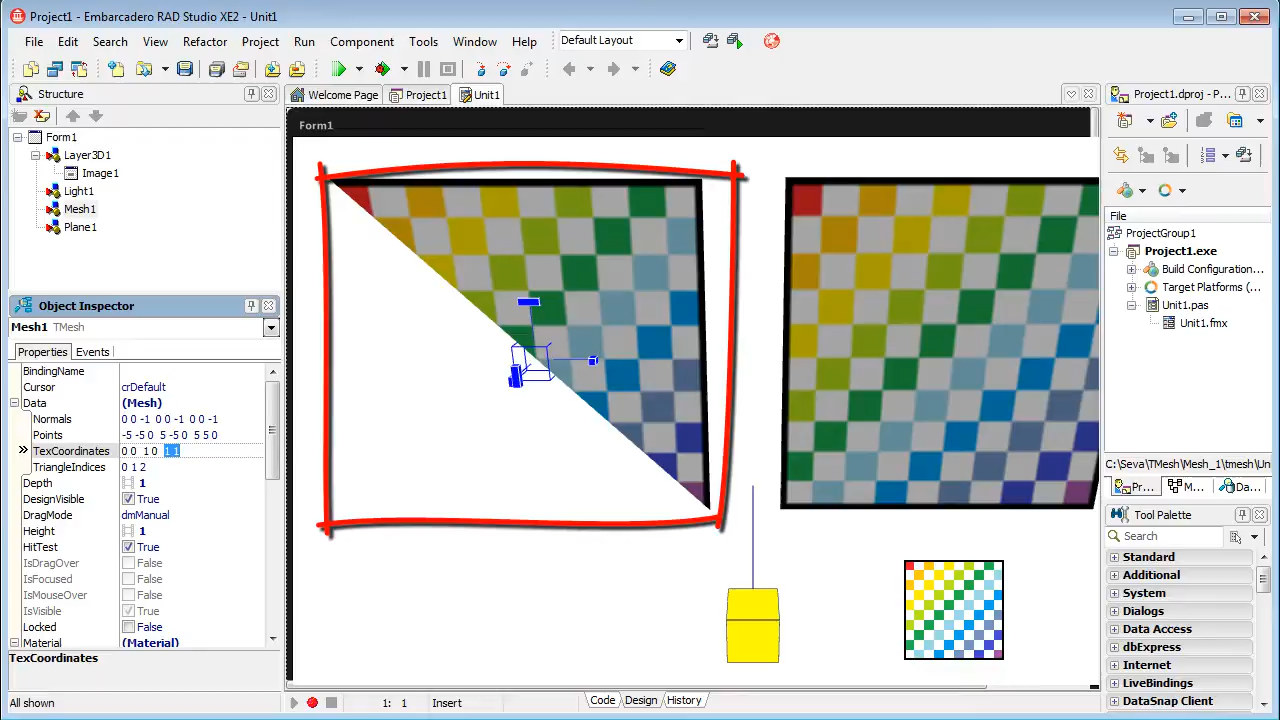 Project1 - Embarcadero RAD Studio XE2 - Unit1
File Edit Search View Refactor Project Run Component Tools Window Help Default Layout
Structure
Form1
Layer3D1
Image1
Light1
Mesh1
Plane1
Object Inspector
Mesh1 TMesh
Properties Events
BindingName
Cursor crDefault
Data (Mesh)
Normals 0 0 -1 0 0 -1 0 0 -1
Points -5 -5 0 5 -5 0 5 5 0
TexCoordinates 0 0 1 0 1 1
TriangleIndices 0 1 2
Depth 1
DesignVisible True
DragMode dmManual
Height 1
HitTest True
IsDragOver False
IsFocused False
IsMouseOver False
IsVisible True
Locked False
Material (Material)
TexCoordinates
All shown
Welcome Page Project1 Unit1
Form1
1: 1 Insert
Code Design History
Project1.dproj - P...
File
ProjectGroup1
Project1.exe
Build Configuration...
Target Platforms (...
Unit1.pas
Unit1.fmx
C:\Seva\TMesh\Mesh_1\tmesh\Un
Pr... M... Da...
Tool Palette
Search
Standard
Additional
System
Dialogs
Data Access
dbExpress
Internet
LiveBindings
DataSnap Client